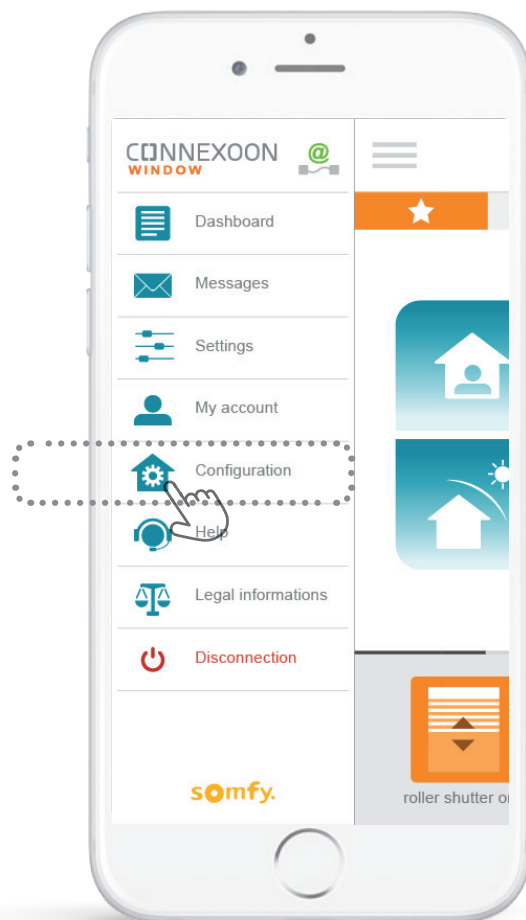 CONNEXOON
WINDOW
@
Dashboard
Messages
Settings
My account
Configuration
Help
Legal informations
Disconnection
somfy.
roller shutter